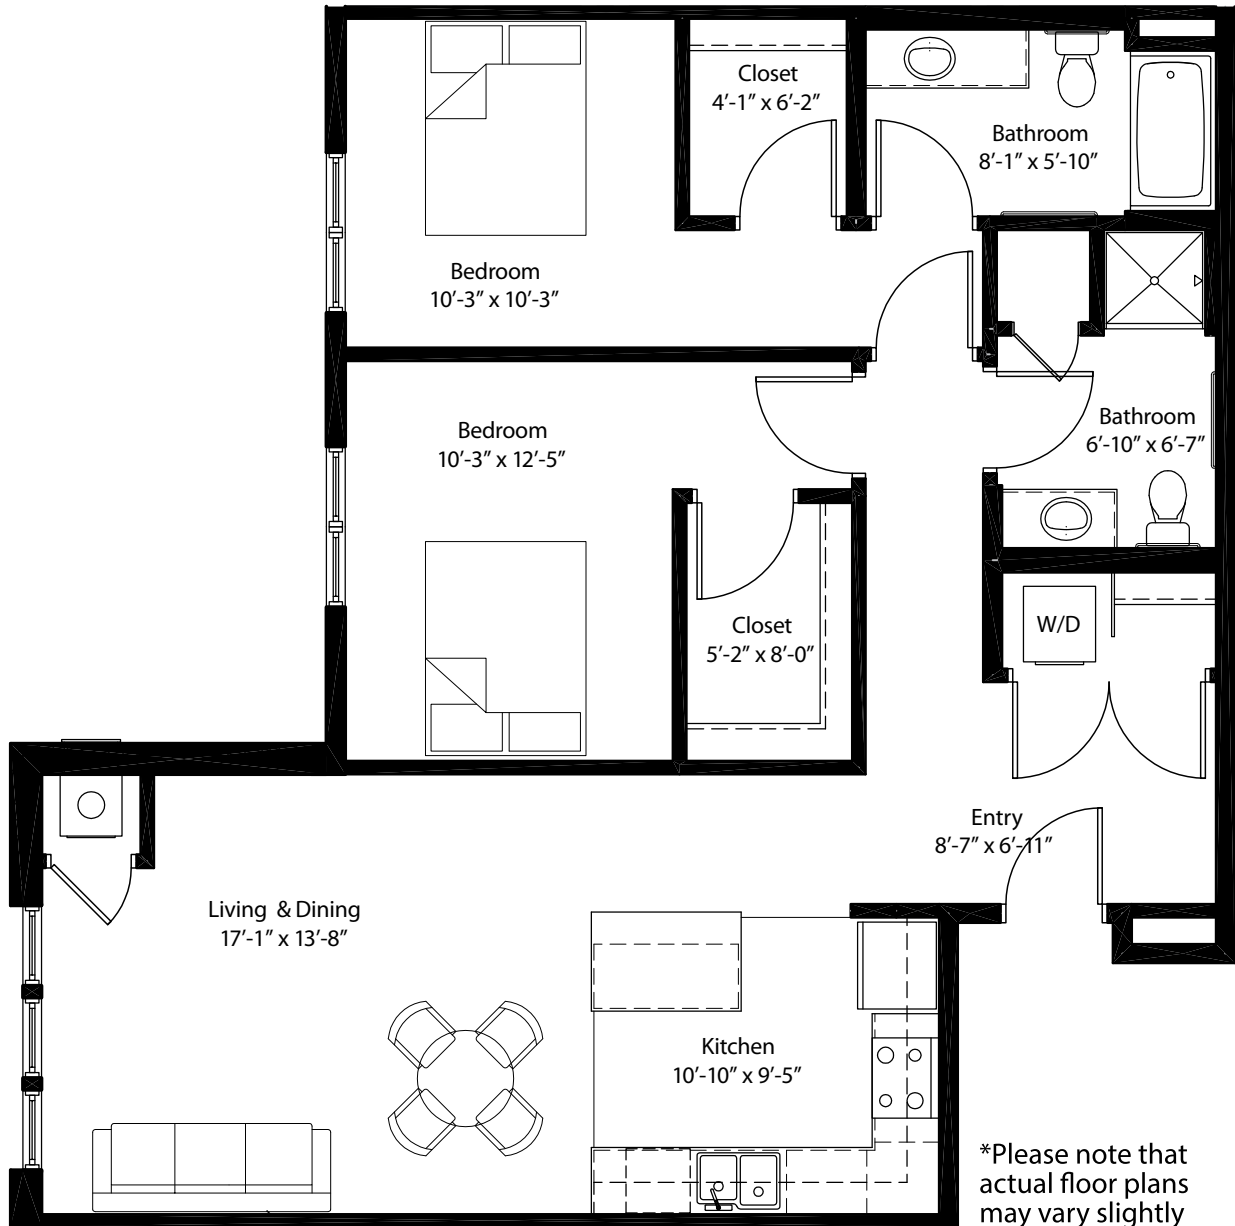 Closet
4’-1” x 6’-2”
Bathroom
8’-1” x 5’-10”
Bedroom
10’-3” x 10’-3”
Bedroom
10’-3” x 12’-5”
Bathroom
6’-10” x 6’-7”
Closet
5’-2” x 8’-0”
W/D
Entry
8’-7” x 6’-11”
Living & Dining
17’-1” x 13’-8”
Kitchen
10’-10” x 9’-5”
*Please note that
actual floor plans
may vary slightly